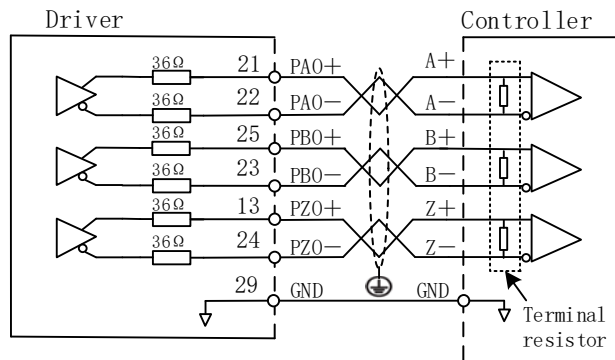 Driver
Controller
36Ω 21 PAO+ A+
36Ω 22 PAO− A−
36Ω 25 PBO+ B+
36Ω 23 PBO− B−
36Ω 13 PZO+ Z+
36Ω 24 PZO− Z−
29 GND GND
Terminal
resistor